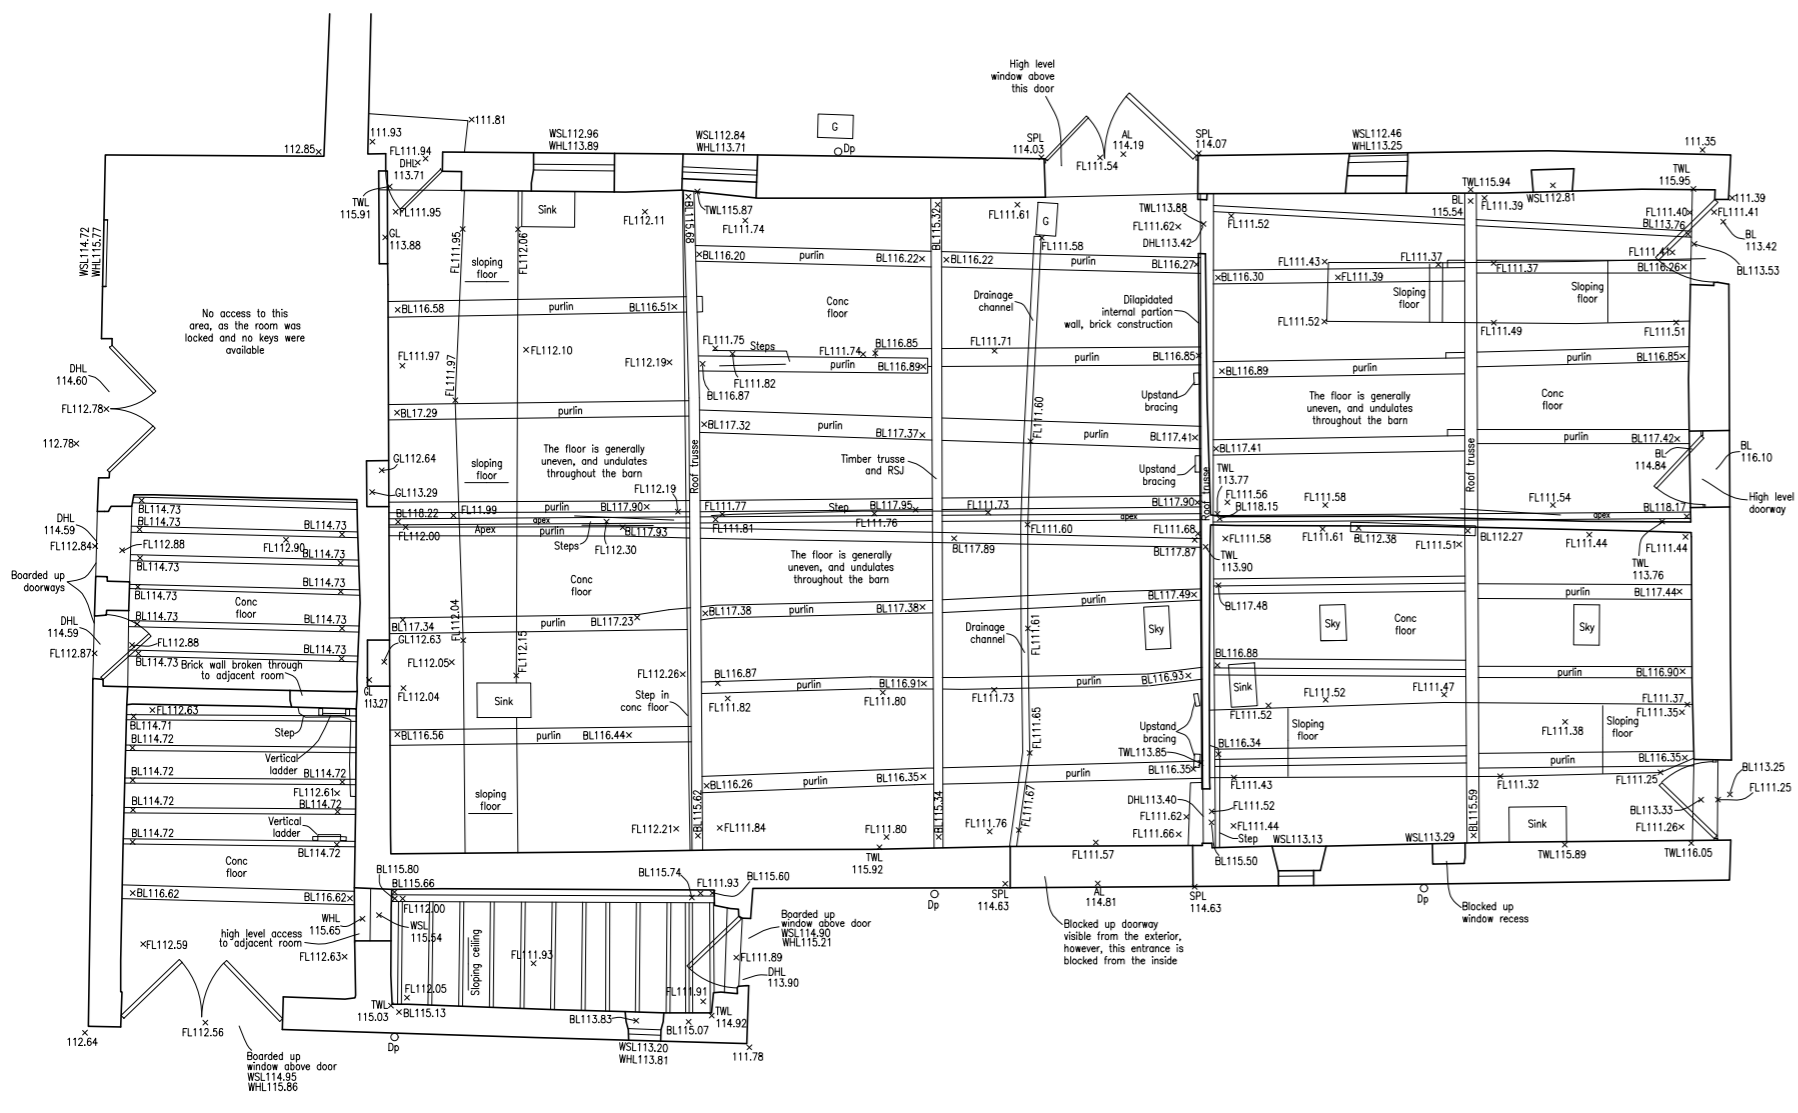 High level
window above
this door
111.93
111.81
112.85
FL111.94
DHL
113.71
WSL112.96
WHL113.89
WSL112.84
WHL113.71
G
Dp
SPL
114.03
AL
114.19
FL111.54
SPL
114.07
WSL112.46
WHL113.25
111.35
TWL
115.91
FL111.95
GL
113.88
WSL114.72
WHL115.77
FL111.95
FL112.06
Sink
FL112.11
BL115.68
TWL115.87
FL111.74
BL115.32
FL111.61
G
FL111.58
TWL113.88
FL111.62
DHL113.42
FL111.52
BL
115.54
TWL115.94
FL111.39
WSL112.81
TWL
115.95
111.39
FL111.40
FL111.41
BL113.76
BL
113.42
BL113.53
sloping
floor
BL116.20
purlin
BL116.22
BL116.22
purlin
BL116.27
BL116.30
FL111.43
FL111.39
FL111.37
FL111.37
FL111.41
BL116.26
No access to this
area, as the room was
locked and no keys were
available
BL116.58
purlin
BL116.51
Conc
floor
Drainage
channel
Dilapidated
internal partion
wall, brick construction
Sloping
floor
Sloping
floor
FL111.52
FL111.49
FL111.51
FL111.97
FL111.97
FL112.10
FL112.19
FL111.75
Steps
FL111.74
BL116.85
purlin
BL116.89
FL111.82
BL116.87
FL111.71
purlin
BL116.85
BL116.89
purlin
purlin
BL116.85
DHL
114.60
FL112.78
112.78
BL17.29
purlin
Upstand
bracing
FL111.60
The floor is generally
uneven, and undulates
throughout the barn
Conc
floor
BL117.32
purlin
BL117.37
purlin
BL117.41
BL117.41
purlin
BL117.42
BL
114.84
BL
116.10
GL112.64
GL113.29
sloping
floor
The floor is generally
uneven, and undulates
throughout the barn
Roof trusse
Timber trusse
and RSJ
Upstand
bracing
Roof trusse
TWL
113.77
FL111.56
BL118.15
Roof trusse
FL111.58
FL111.54
BL118.17
High level
doorway
FL112.19
BL118.22
FL11.99
purlin
BL117.90
apex
Apex
purlin
BL117.93
FL112.00
Steps
FL112.30
FL111.77
Step
BL117.95
FL111.81
FL111.76
FL111.73
BL117.90
apex
FL111.60
FL111.68
BL117.89
purlin
BL117.87
FL111.58
TWL
113.90
FL111.61
BL112.38
FL111.51
BL112.27
apex
FL111.44
FL111.44
TWL
113.76
BL114.73
BL114.73
BL114.73
DHL
114.59
FL112.84
FL112.88
FL112.90
BL114.73
BL114.73
Boarded up
doorways
BL114.73
Conc
floor
BL114.73
BL114.73
DHL
114.59
FL112.87
FL112.88
BL114.73
BL114.73
Brick wall broken through
to adjacent room
The floor is generally
uneven, and undulates
throughout the barn
Conc
floor
FL112.04
BL117.34
purlin
BL117.23
GL112.63
FL112.05
FL112.15
FL112.04
GL
113.27
Sink
FL112.26
Step in
conc floor
BL117.38
purlin
BL117.38
purlin
BL117.49
BL117.48
purlin
BL117.44
Drainage
channel
FL111.61
Sky
Sky
Conc
floor
Sky
BL116.87
purlin
BL116.91
FL111.82
FL111.80
FL111.73
purlin
BL116.93
BL116.88
purlin
BL116.90
Sink
FL111.52
FL111.52
FL111.47
FL111.37
FL111.35
FL112.63
BL114.71
BL114.72
Step
Vertical
ladder
BL114.72
BL114.72
FL112.61
BL114.72
BL114.72
Vertical
ladder
BL114.72
BL114.72
Conc
floor
BL116.56
purlin
BL116.44
FL111.65
Upstand
bracing
TWL113.85
Sloping
floor
BL116.34
FL111.38
Sloping
floor
purlin
BL116.35
sloping
floor
BL116.26
purlin
BL116.35
purlin
BL116.35
FL111.43
FL111.32
FL111.25
BL113.25
FL111.25
BL113.33
FL111.26
BL115.62
FL112.21
FL111.84
FL111.80
BL115.34
FL111.76
FL111.67
DHL113.40
FL111.62
FL111.66
FL111.52
FL111.44
Step
BL115.50
WSL113.13
WSL113.29
BL115.59
Sink
TWL115.89
TWL116.05
TWL
115.92
FL111.57
BL115.80
BL115.66
BL115.74
FL111.93
BL115.60
Dp
SPL
114.63
AL
114.81
SPL
114.63
Dp
Blocked up
window recess
BL116.62
BL116.62
WHL
115.65
WSL
115.54
FL112.00
high level access
to adjacent room
FL112.59
FL112.63
Sloping ceiling
FL111.93
Boarded up
window above door
WSL114.90
WHL115.21
Blocked up doorway
visible from the exterior,
however, this entrance is
blocked from the inside
FL111.89
DHL
113.90
FL112.05
FL111.91
TWL
115.03
BL115.13
BL113.83
BL115.07
TWL
114.92
FL112.56
112.64
Dp
WSL113.20
WHL113.81
111.78
Boarded up
window above door
WSL114.95
WHL115.86